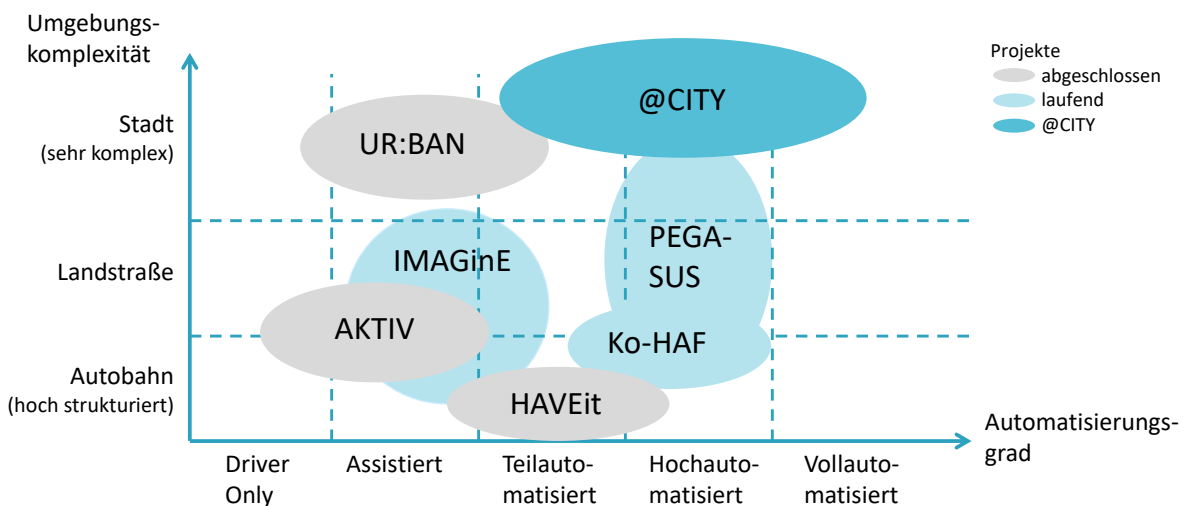 Umgebungs-
komplexität
Projekte
abgeschlossen
laufend
@CITY
@CITY
Stadt
(sehr komplex)
UR:BAN
PEGA-
SUS
IMAGinE
Landstraße
AKTIV
Ko-HAF
Autobahn
(hoch strukturiert)
HAVEit
Automatisierungs-
grad
Driver
Only
Assistiert
Teilauto-
matisiert
Hochauto-
matisiert
Vollauto-
matisiert